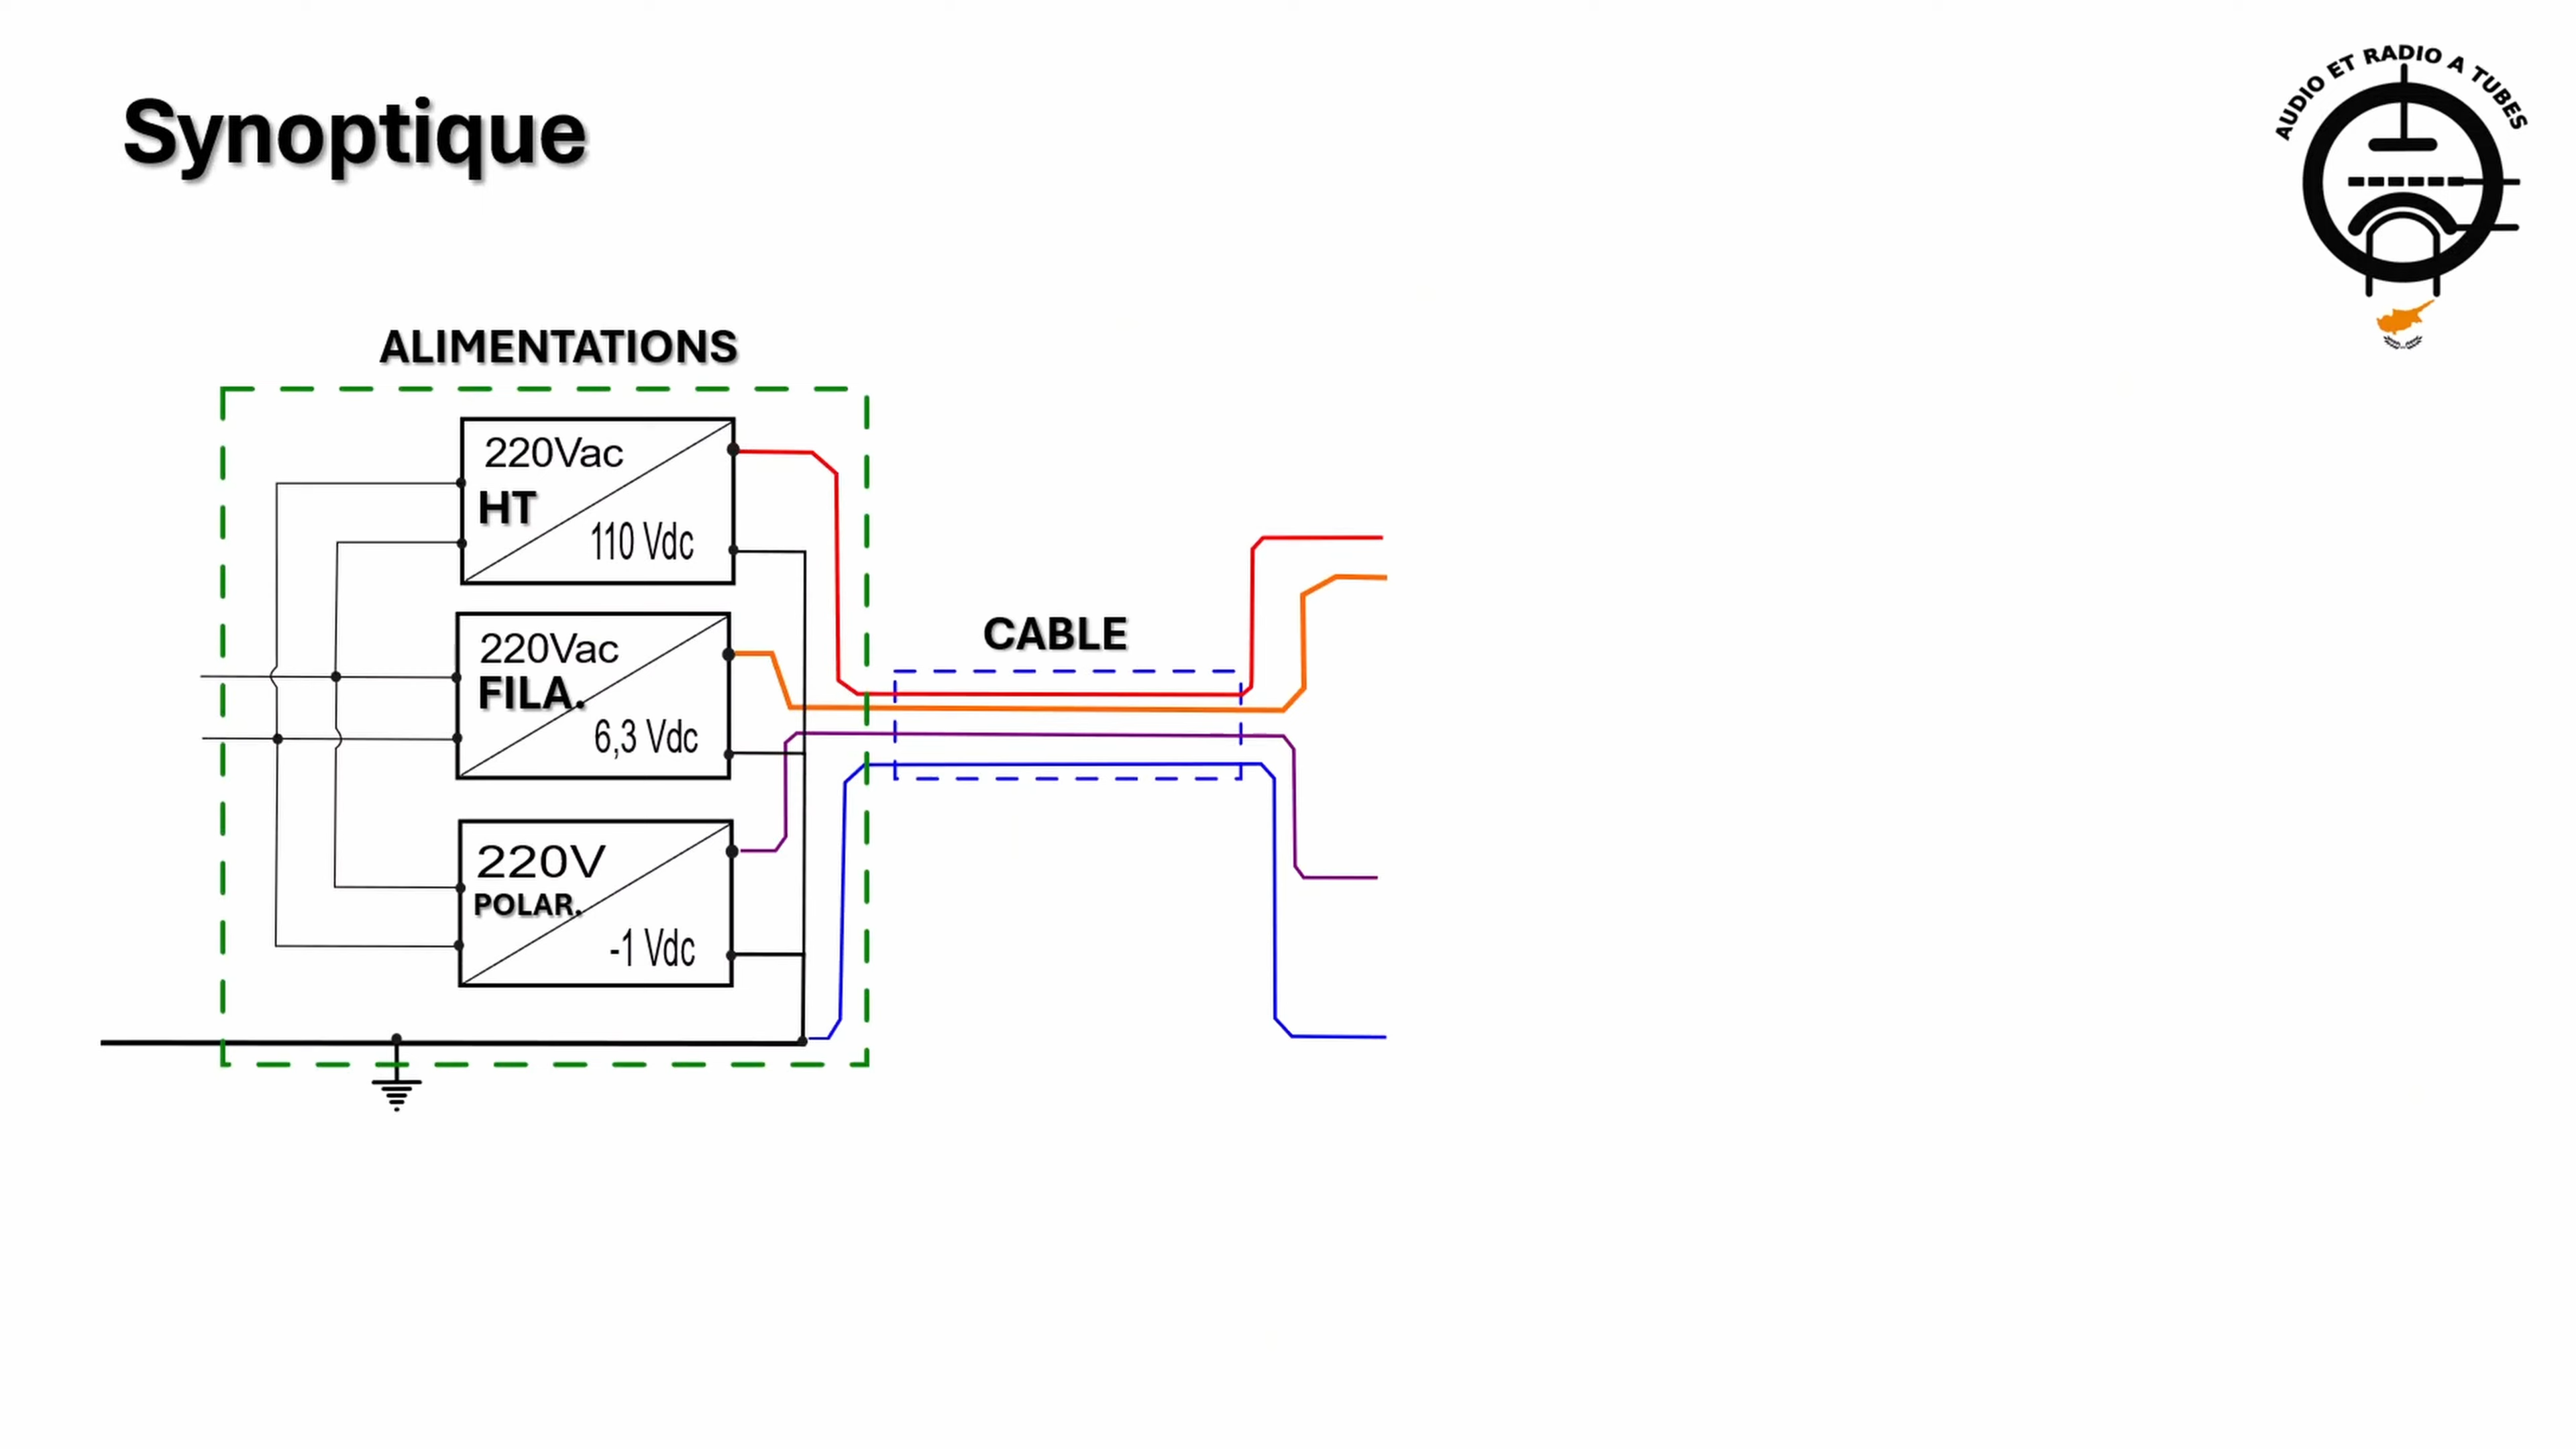 Synoptique
AUDIO ET RADIO A TUBES
ALIMENTATIONS
220Vac
HT
110 Vdc
220Vac
FILA.
6,3 Vdc
CABLE
220V
POLAR.
-1 Vdc